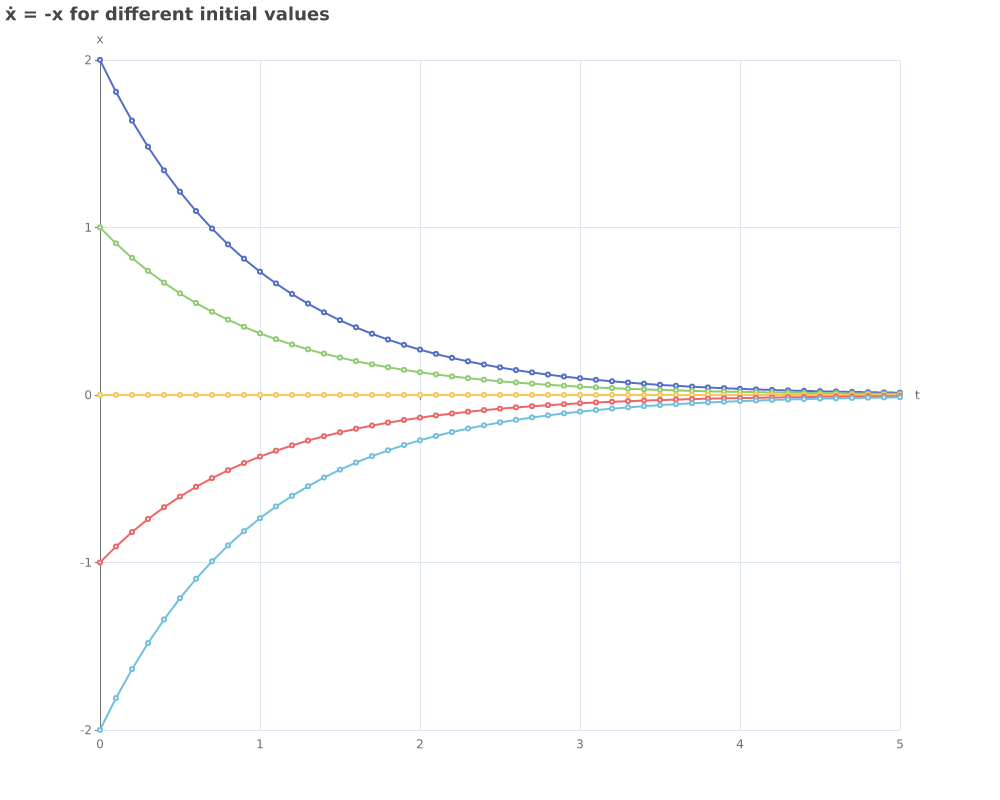 ẋ = -x for different initial values
x
2
1
0
t
-1
-2
0 1 2 3 4 5